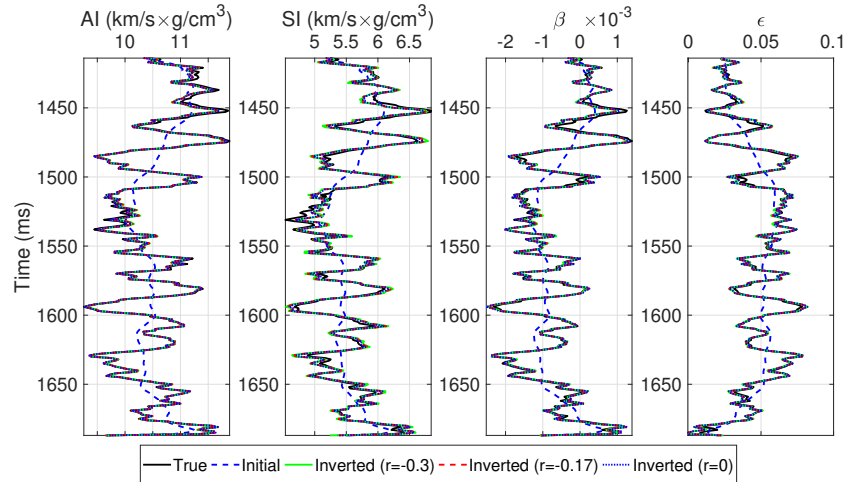 AI (km/s×g/cm³) SI (km/s×g/cm³) β ×10⁻³ ϵ
10 11 5 5.5 6 6.5 -2 -1 0 1 0 0.05 0.1
1450 1450 1450 1450
1500 1500 1500 1500
1550 1550 1550 1550
1600 1600 1600 1600
1650 1650 1650 1650
Time (ms)
True Initial Inverted (r=-0.3) Inverted (r=-0.17) Inverted (r=0)